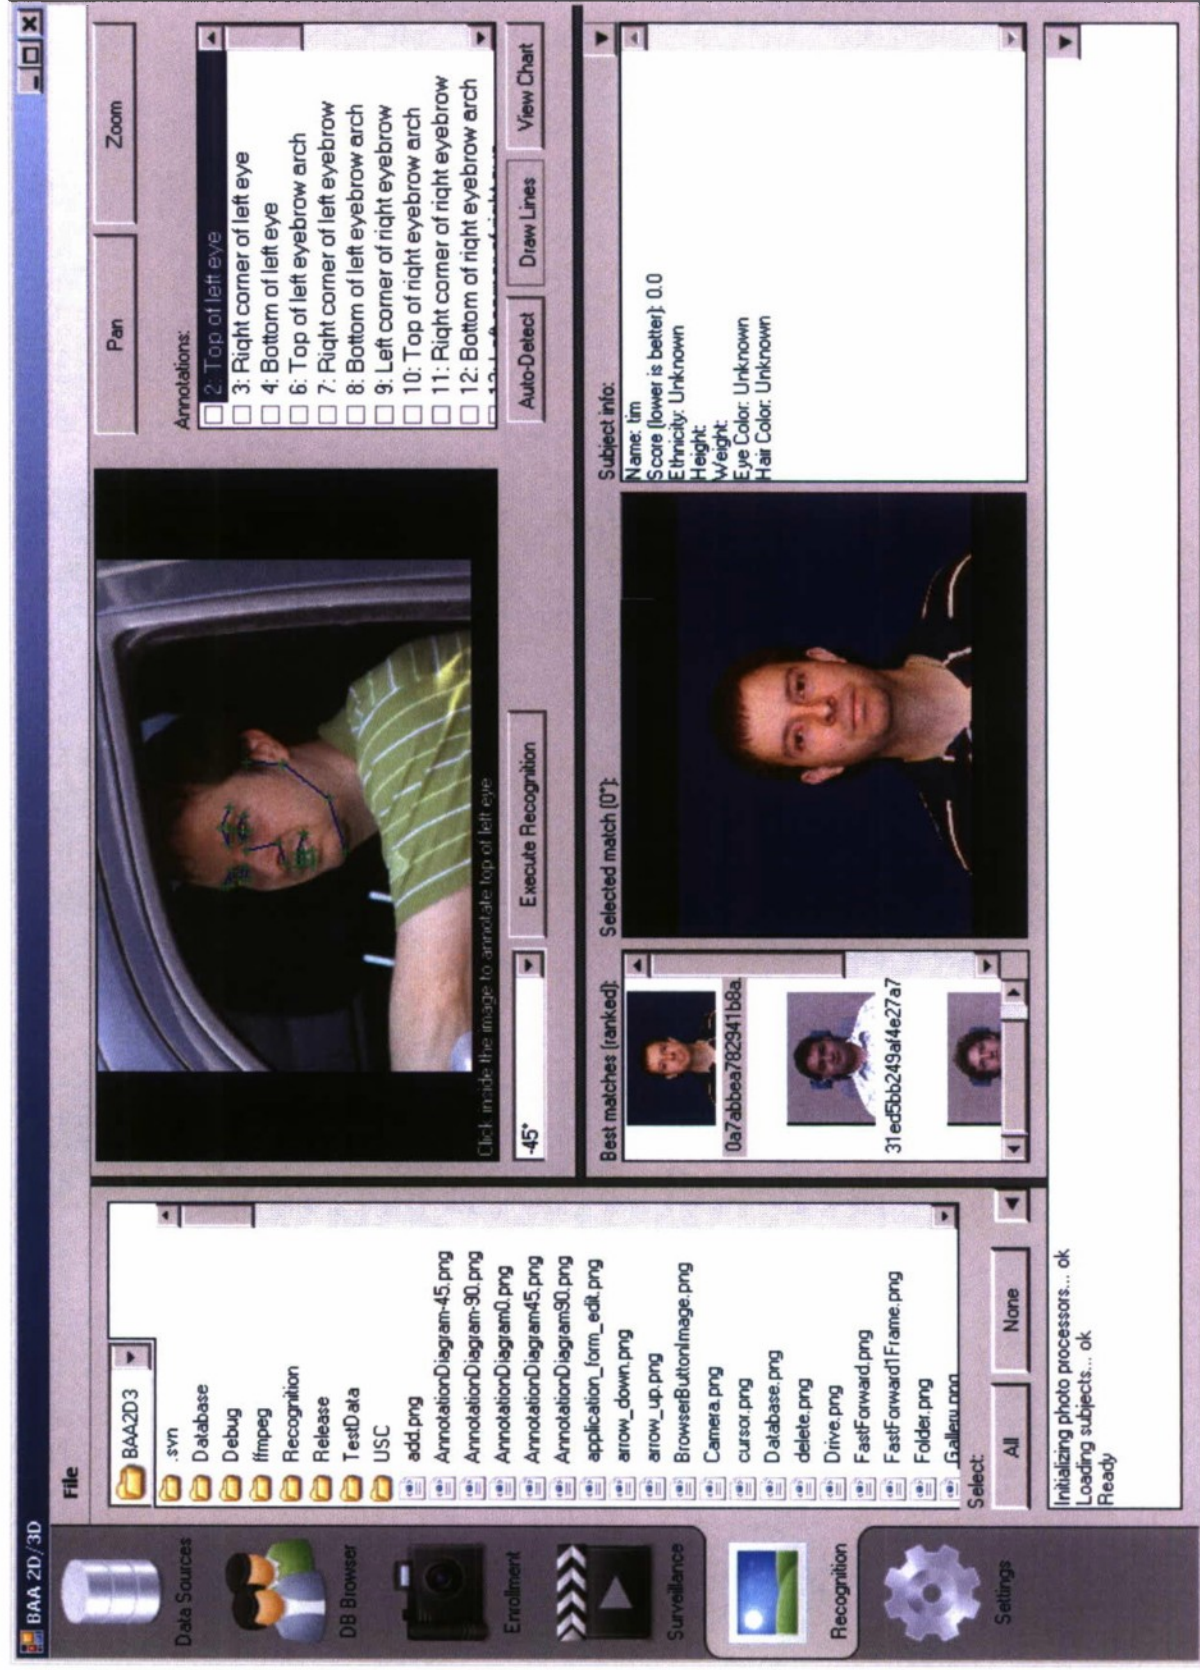 BAA 2D/3D
File
Data Sources
DB Browser
Enrollment
Surveillance
Recognition
Settings
BAA2D3
.svn
Database
Debug
ffmpeg
Recognition
Release
TestData
USC
add.png
AnnotationDiagram-45.png
AnnotationDiagram-90.png
AnnotationDiagram0.png
AnnotationDiagram45.png
AnnotationDiagram90.png
application_form_edit.png
arrow_down.png
arrow_up.png
BrowserButtonImage.png
Camera.png
cursor.png
Database.png
delete.png
Drive.png
FastForward.png
FastForward1Frame.png
Folder.png
Gallery.png
Select:
All
None
Click inside the image to annotate top of left eye
-45°
Execute Recognition
Pan
Zoom
Annotations:
2: Top of left eye
3: Right corner of left eye
4: Bottom of left eye
6: Top of left eyebrow arch
7: Right corner of left eyebrow
8: Bottom of left eyebrow arch
9: Left corner of right eyebrow
10: Top of right eyebrow arch
11: Right corner of right eyebrow
12: Bottom of right eyebrow arch
Auto-Detect
Draw Lines
View Chart
Best matches (ranked):
0a7abbea782941b8a.
31ed5bb249af4e27a7
Selected match (0°):
Subject info:
Name: tim
Score (lower is better): 0.0
Ethnicity: Unknown
Height:
Weight:
Eye Color: Unknown
Hair Color: Unknown
Initializing photo processors... ok
Loading subjects... ok
Ready